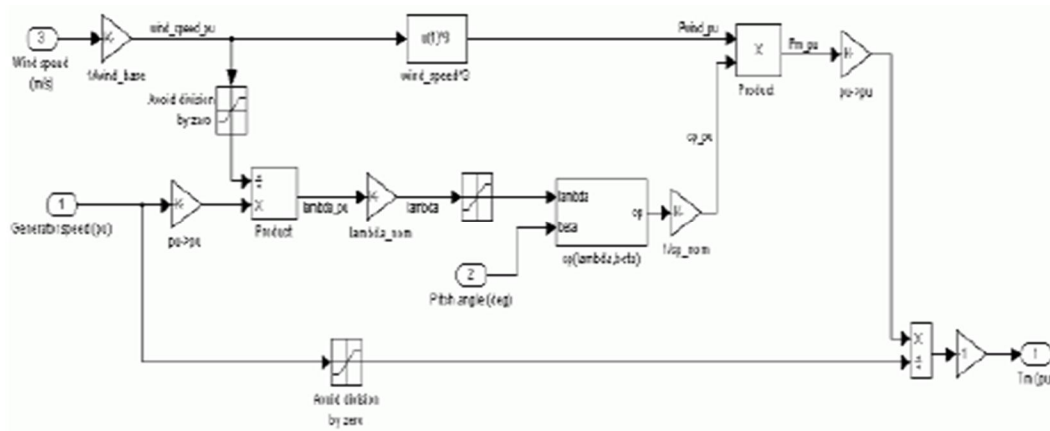 3
Wind speed
(m/s)
K-
1/wind_base
wind_speed_pu
u(1)^3
wind_speed^3
Pwind_pu
X
Product
Pm_pu
K-
pu->pu
Avoid division
by zero
cp_pu
1
Generator speed (pu)
K-
pu->pu
÷
X
Product
lambda_pu
K-
lambda_nom
lambda
lambda
beta
cp
cp(lambda,beta)
K-
1/cp_nom
2
Pitch angle (deg)
Avoid division
by zero
X
÷
-1
1
Tm (pu